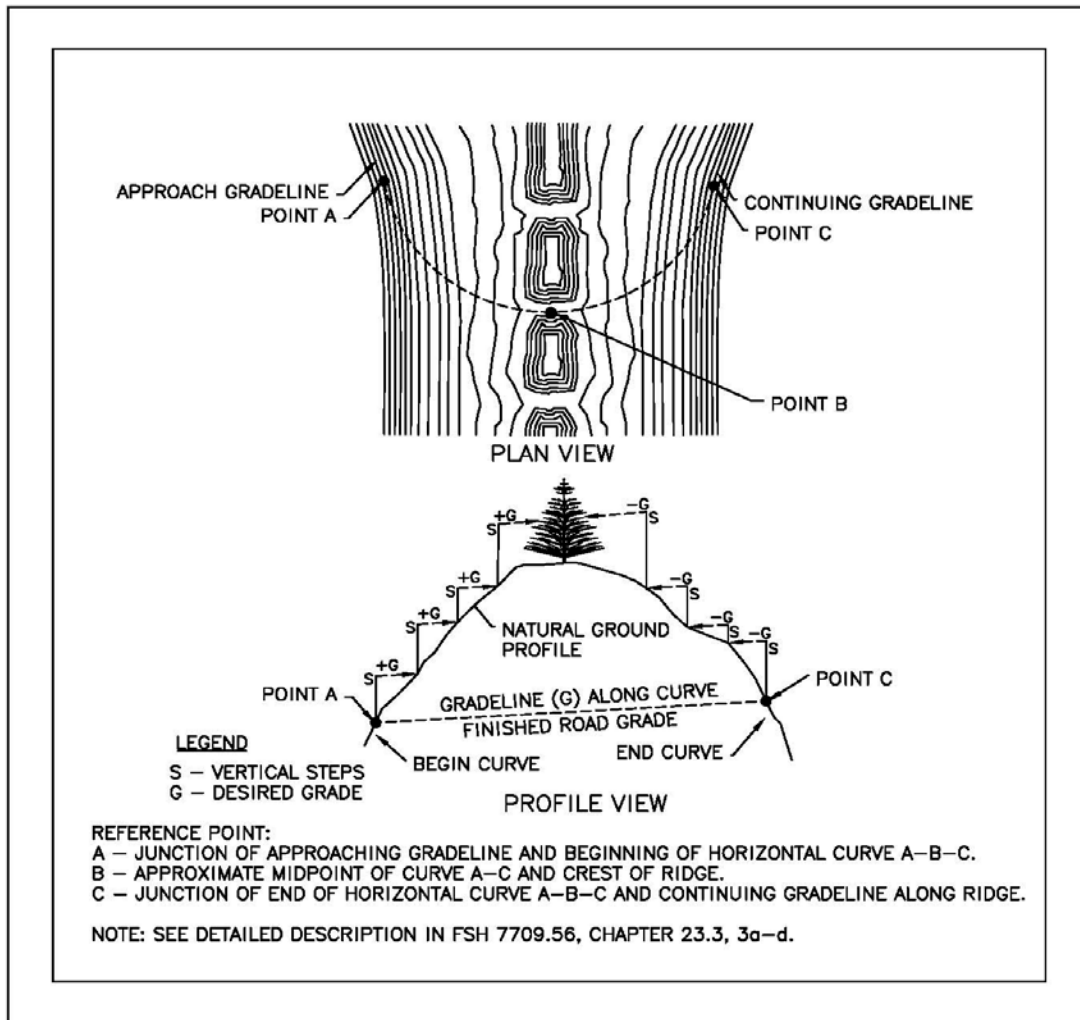 APPROACH GRADELINE
POINT A
CONTINUING GRADELINE
POINT C
POINT B
PLAN VIEW
+G
S
-G
S
+G
S
-G
S
+G
S
-G
S
+G
S
-G
S
NATURAL GROUND
PROFILE
POINT A
POINT C
GRADELINE (G) ALONG CURVE
FINISHED ROAD GRADE
BEGIN CURVE
END CURVE
LEGEND
S – VERTICAL STEPS
G – DESIRED GRADE
PROFILE VIEW
REFERENCE POINT:
A – JUNCTION OF APPROACHING GRADELINE AND BEGINNING OF HORIZONTAL CURVE A–B–C.
B – APPROXIMATE MIDPOINT OF CURVE A–C AND CREST OF RIDGE.
C – JUNCTION OF END OF HORIZONTAL CURVE A–B–C AND CONTINUING GRADELINE ALONG RIDGE.
NOTE: SEE DETAILED DESCRIPTION IN FSH 7709.56, CHAPTER 23.3, 3a–d.